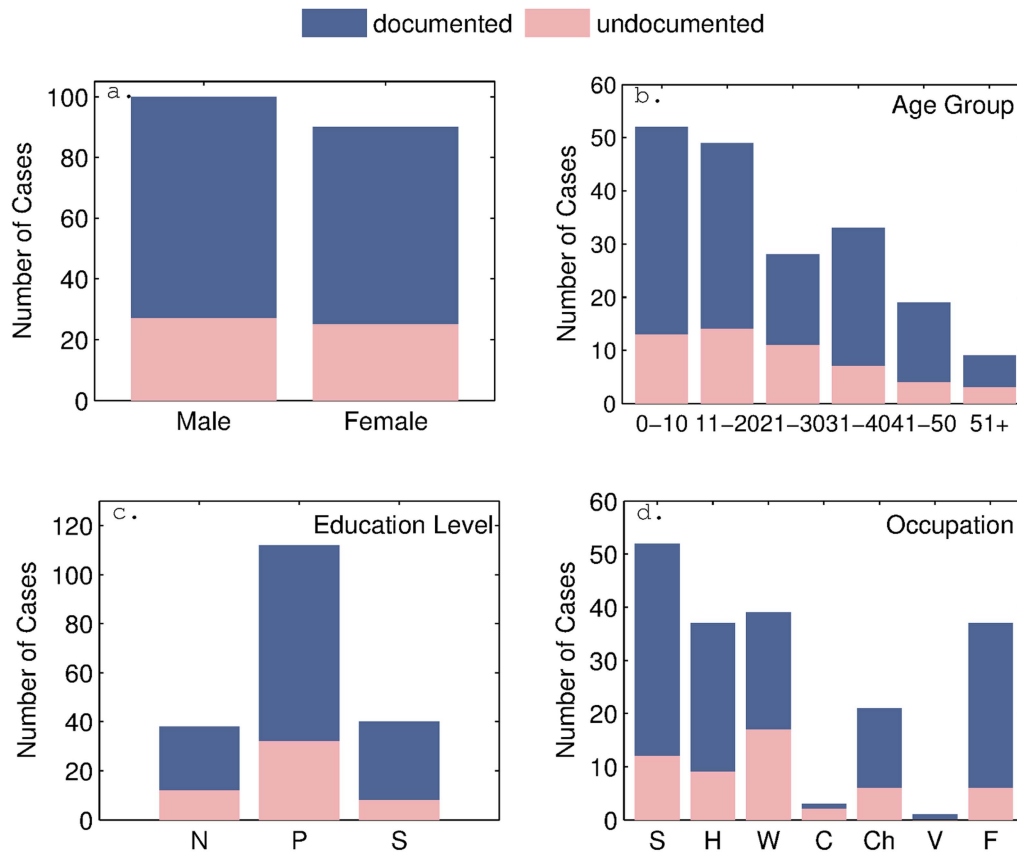 documented undocumented
a.
Number of Cases
100
80
60
40
20
0
Male Female
b.
Age Group
Number of Cases
60
50
40
30
20
10
0
0-10 11-20 21-30 31-40 41-50 51+
c.
Education Level
Number of Cases
120
100
80
60
40
20
0
N P S
d.
Occupation
Number of Cases
60
50
40
30
20
10
0
S H W C Ch V F